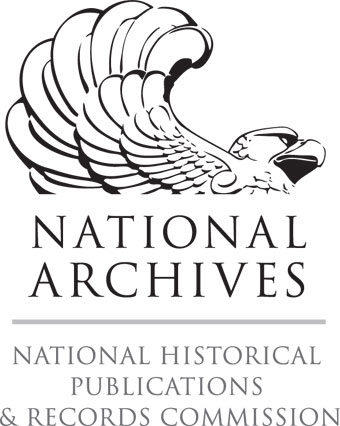 NATIONAL
ARCHIVES
NATIONAL HISTORICAL
PUBLICATIONS
& RECORDS COMMISSION